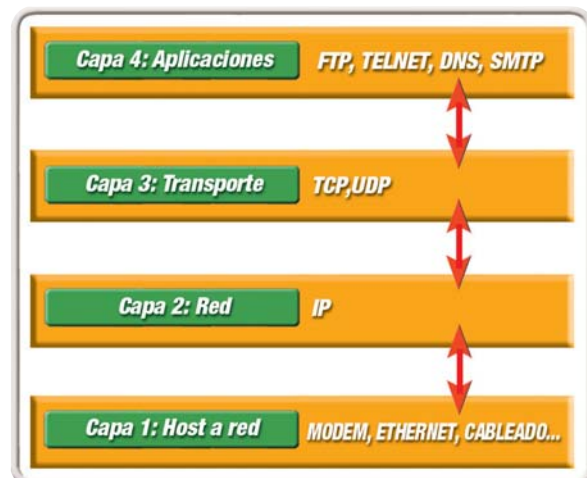 Capa 4: Aplicaciones FTP, TELNET, DNS, SMTP
Capa 3: Transporte TCP,UDP
Capa 2: Red IP
Capa 1: Host a red MODEM, ETHERNET, CABLEADO...